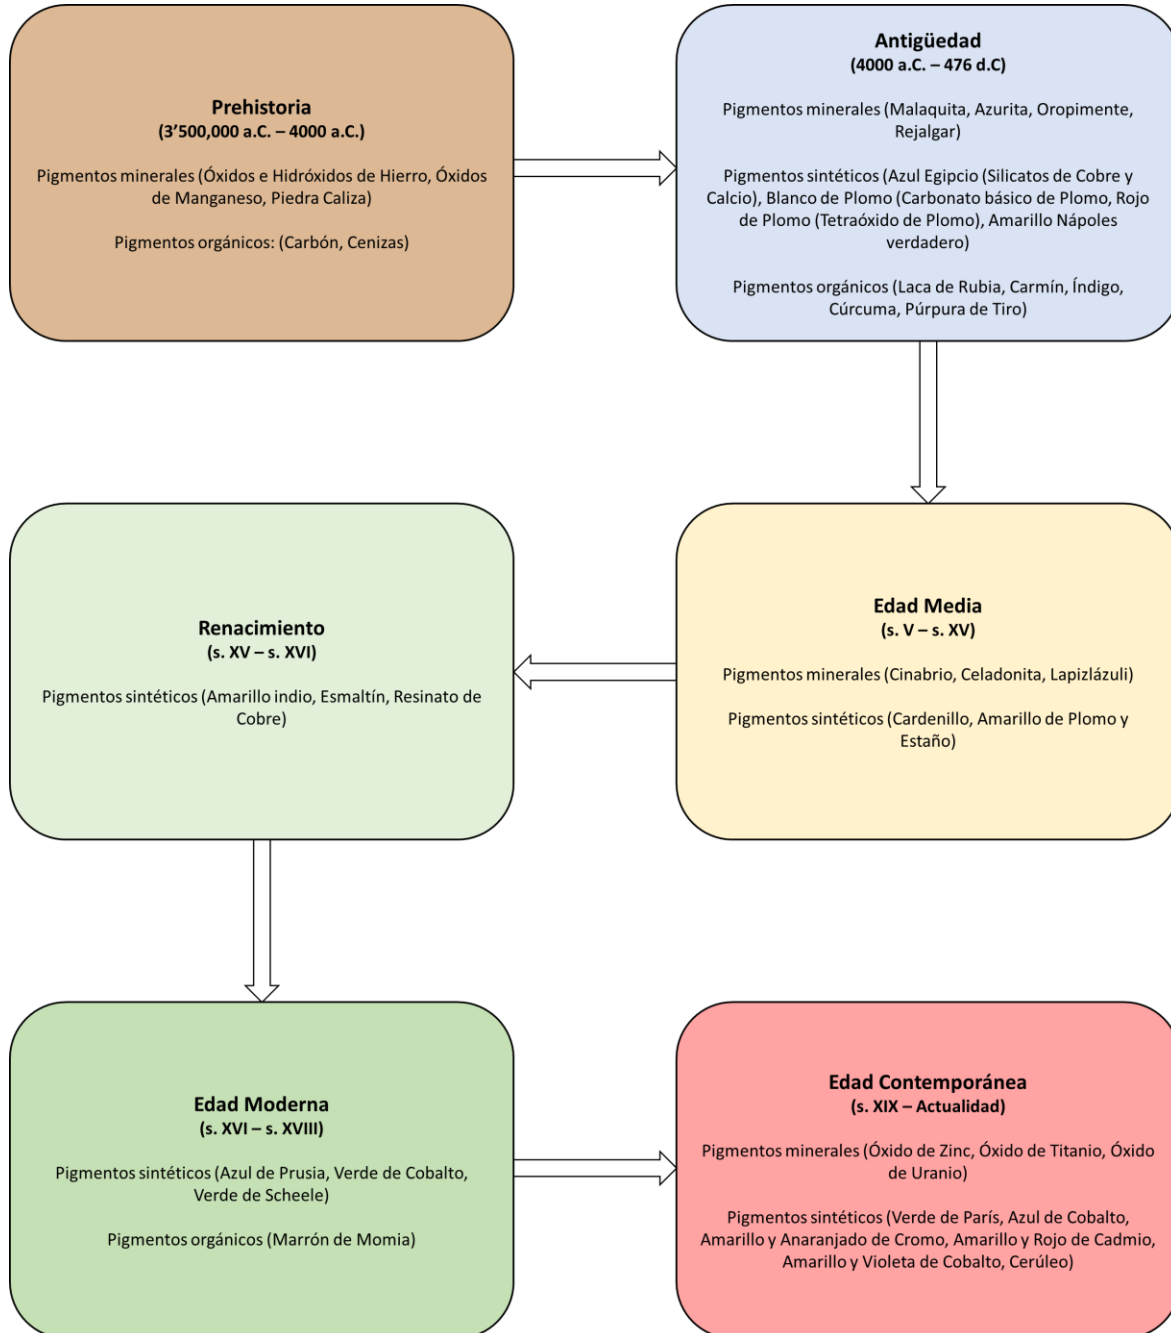 Prehistoria
(3’500,000 a.C. – 4000 a.C.)
Pigmentos minerales (Óxidos e Hidróxidos de Hierro, Óxidos
de Manganeso, Piedra Caliza)
Pigmentos orgánicos: (Carbón, Cenizas)
Antigüedad
(4000 a.C. – 476 d.C)
Pigmentos minerales (Malaquita, Azurita, Oropimente,
Rejalgar)
Pigmentos sintéticos (Azul Egipcio (Silicatos de Cobre y
Calcio), Blanco de Plomo (Carbonato básico de Plomo, Rojo
de Plomo (Tetraóxido de Plomo), Amarillo Nápoles
verdadero)
Pigmentos orgánicos (Laca de Rubia, Carmín, Índigo,
Cúrcuma, Púrpura de Tiro)
Edad Media
(s. V – s. XV)
Pigmentos minerales (Cinabrio, Celadonita, Lapizlázuli)
Pigmentos sintéticos (Cardenillo, Amarillo de Plomo y
Estaño)
Renacimiento
(s. XV – s. XVI)
Pigmentos sintéticos (Amarillo indio, Esmaltín, Resinato de
Cobre)
Edad Moderna
(s. XVI – s. XVIII)
Pigmentos sintéticos (Azul de Prusia, Verde de Cobalto,
Verde de Scheele)
Pigmentos orgánicos (Marrón de Momia)
Edad Contemporánea
(s. XIX – Actualidad)
Pigmentos minerales (Óxido de Zinc, Óxido de Titanio, Óxido
de Uranio)
Pigmentos sintéticos (Verde de París, Azul de Cobalto,
Amarillo y Anaranjado de Cromo, Amarillo y Rojo de Cadmio,
Amarillo y Violeta de Cobalto, Cerúleo)